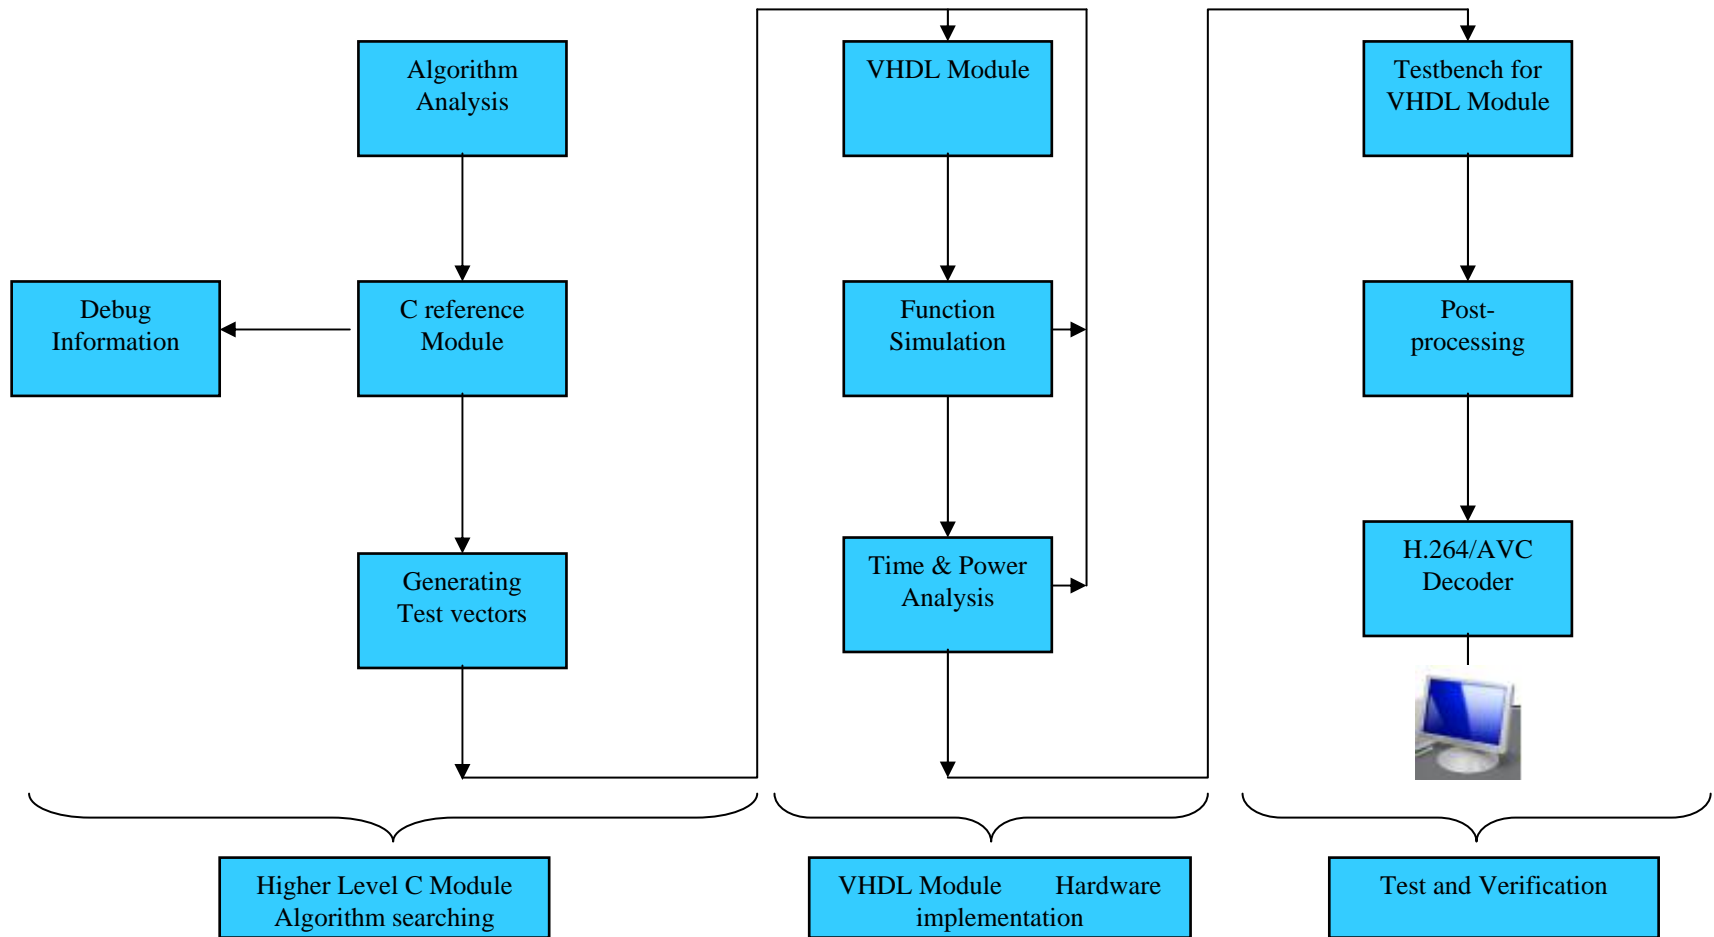 Algorithm
Analysis
VHDL Module
Testbench for
VHDL Module
Debug
Information
C reference
Module
Function
Simulation
Post-
processing
Generating
Test vectors
Time & Power
Analysis
H.264/AVC
Decoder
Higher Level C Module
Algorithm searching
VHDL Module Hardware
implementation
Test and Verification